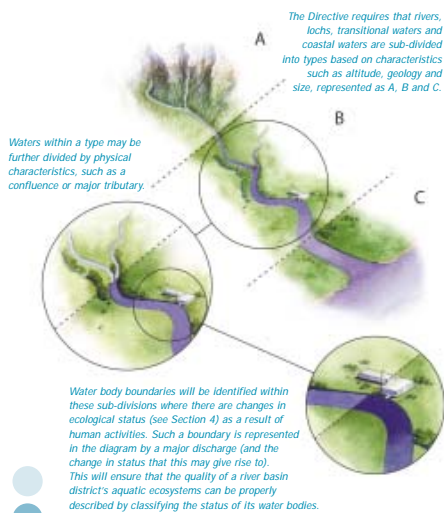 The Directive requires that rivers,
lochs, transitional waters and
coastal waters are sub-divided
into types based on characteristics
such as altitude, geology and
size, represented as A, B and C.
A
B
C
Waters within a type may be
further divided by physical
characteristics, such as a
confluence or major tributary.
Water body boundaries will be identified within
these sub-divisions where there are changes in
ecological status (see Section 4) as a result
of human activities. Such a boundary is represented
in the diagram by a major discharge (and the
change in status that this may give rise to).
This will ensure that the quality of a river basin
district's aquatic ecosystems can be properly
described by classifying the status of its water bodies.